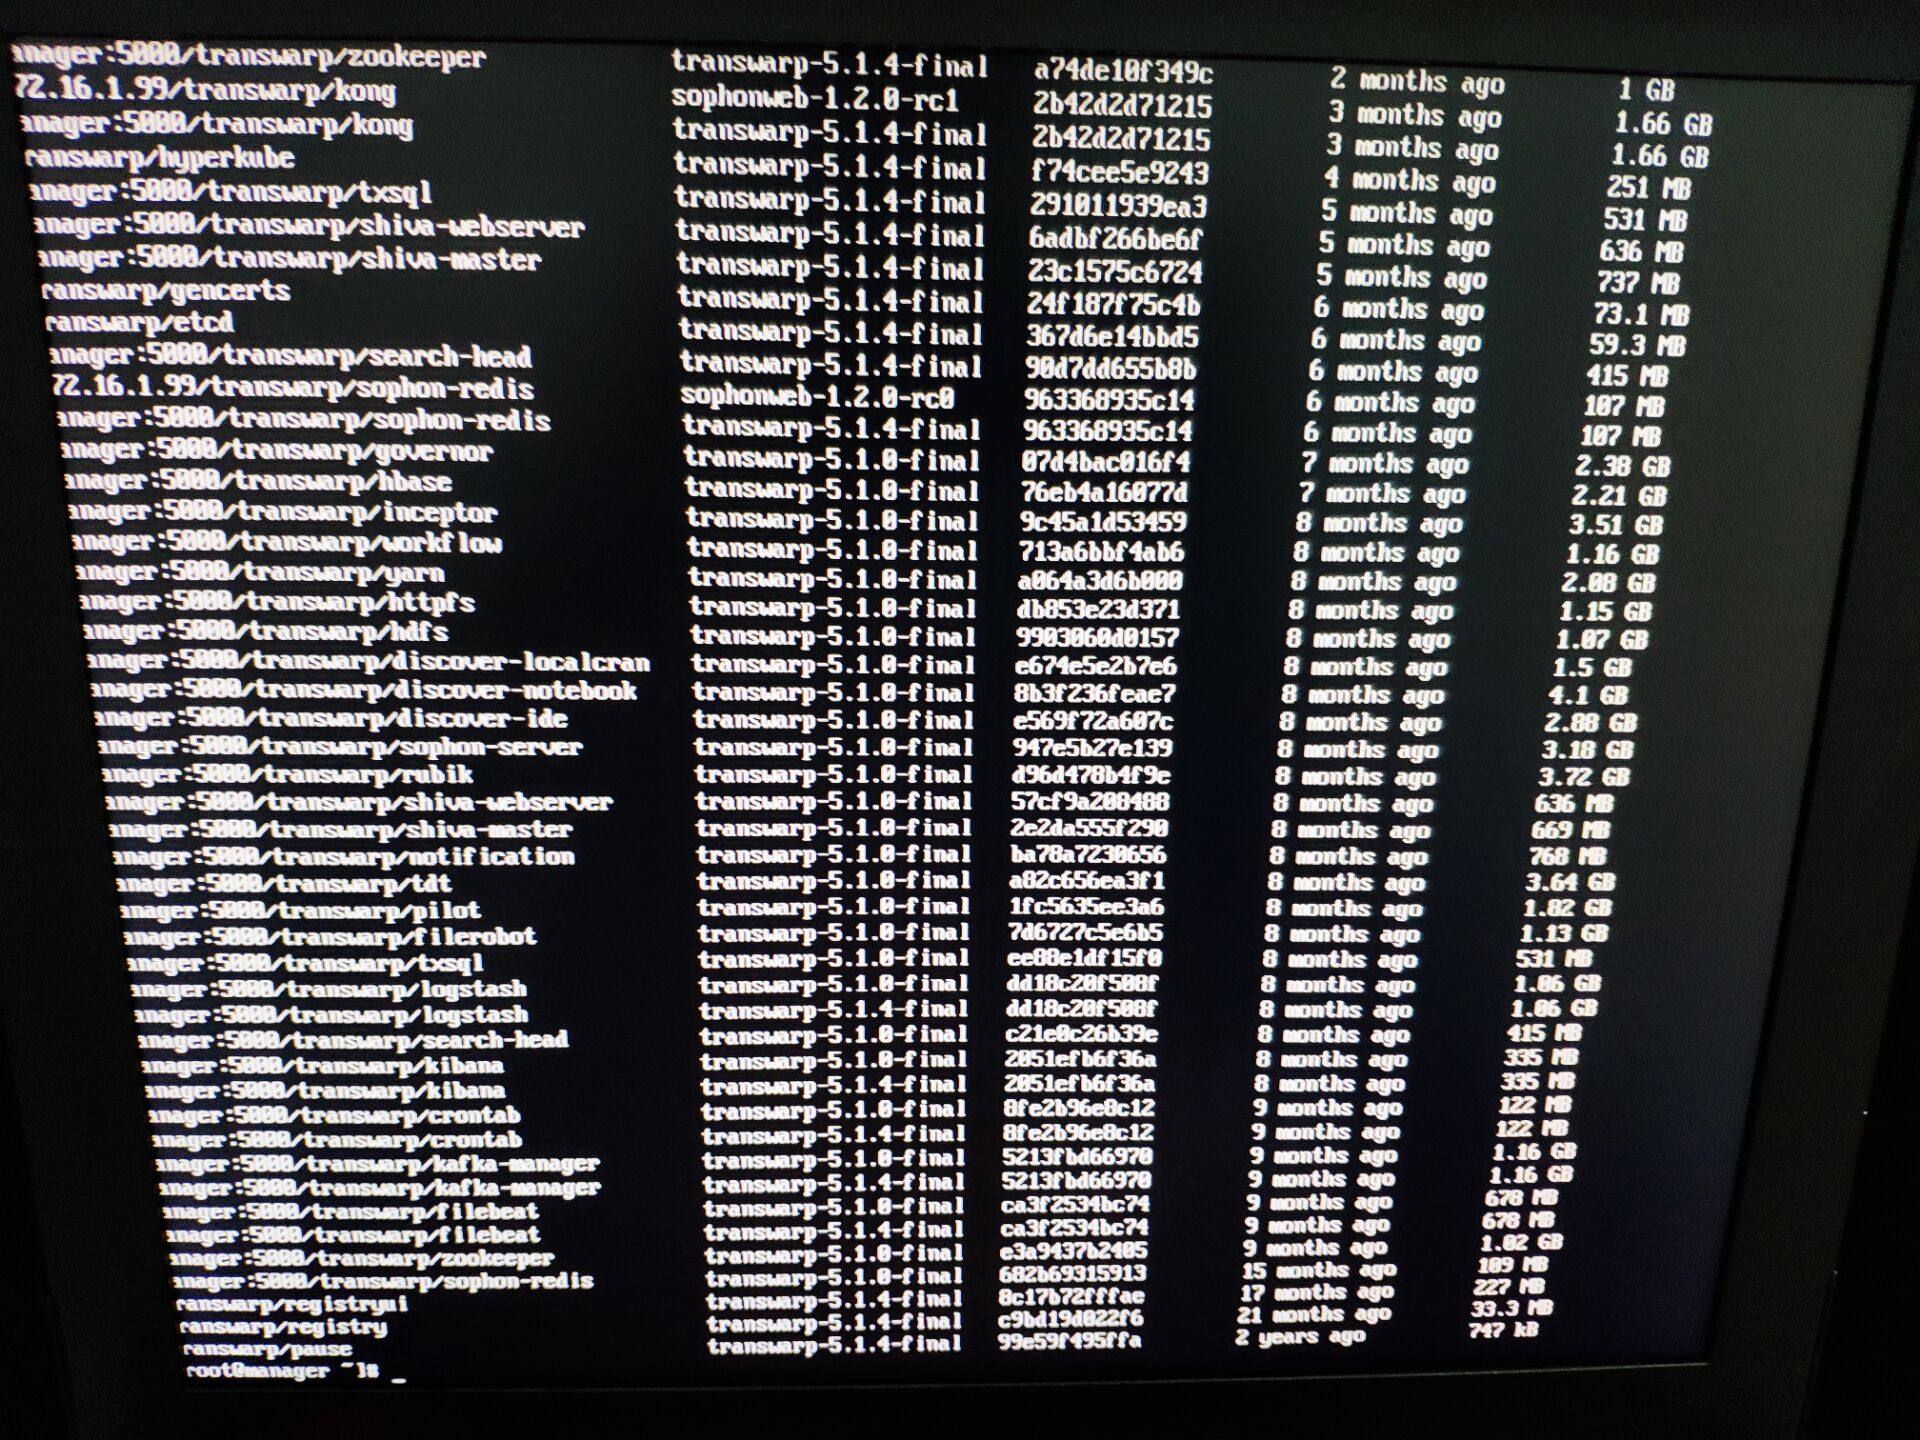 anager:5000/transwarp/zookeeper transwarp-5.1.4-final a74de10f349c 2 months ago 1 GB
72.16.1.99/transwarp/kong sophonweb-1.2.0-rc1 2b42d2d71215 3 months ago 1.66 GB
anager:5000/transwarp/kong transwarp-5.1.4-final 2b42d2d71215 3 months ago 1.66 GB
ranswarp/hyperkube transwarp-5.1.4-final f74cee5e9243 4 months ago 251 MB
anager:5000/transwarp/txsql transwarp-5.1.4-final 291011939ea3 5 months ago 531 MB
anager:5000/transwarp/shiva-webserver transwarp-5.1.4-final 6adbf266be6f 5 months ago 636 MB
anager:5000/transwarp/shiva-master transwarp-5.1.4-final 23c1575c6724 5 months ago 737 MB
ranswarp/gencerts transwarp-5.1.4-final 24f187f75c4b 6 months ago 73.1 MB
ranswarp/etcd transwarp-5.1.4-final 367d6e14bbd5 6 months ago 59.3 MB
anager:5000/transwarp/search-head transwarp-5.1.4-final 90d7dd655b8b 6 months ago 415 MB
72.16.1.99/transwarp/sophon-redis sophonweb-1.2.0-rc0 963368935c14 6 months ago 107 MB
anager:5000/transwarp/sophon-redis transwarp-5.1.4-final 963368935c14 6 months ago 107 MB
anager:5000/transwarp/governor transwarp-5.1.0-final 07d4bac016f4 7 months ago 2.38 GB
anager:5000/transwarp/hbase transwarp-5.1.0-final 76eb4a16077d 7 months ago 2.21 GB
anager:5000/transwarp/inceptor transwarp-5.1.0-final 9c45a1d53459 8 months ago 3.51 GB
anager:5000/transwarp/workflow transwarp-5.1.0-final 713a6bbf4ab6 8 months ago 1.16 GB
anager:5000/transwarp/yarn transwarp-5.1.0-final a064a3d6b000 8 months ago 2.08 GB
anager:5000/transwarp/httpfs transwarp-5.1.0-final db853e23d371 8 months ago 1.15 GB
anager:5000/transwarp/hdfs transwarp-5.1.0-final 9903060d0157 8 months ago 1.07 GB
anager:5000/transwarp/discover-localcran transwarp-5.1.0-final e674e5e2b7e6 8 months ago 1.5 GB
anager:5000/transwarp/discover-notebook transwarp-5.1.0-final 8b3f236feae7 8 months ago 4.1 GB
anager:5000/transwarp/discover-ide transwarp-5.1.0-final e569f72a607c 8 months ago 2.88 GB
anager:5000/transwarp/sophon-server transwarp-5.1.0-final 947e5b27e139 8 months ago 3.18 GB
anager:5000/transwarp/rubik transwarp-5.1.0-final d96d478b4f9e 8 months ago 3.72 GB
anager:5000/transwarp/shiva-webserver transwarp-5.1.0-final 57cf9a208488 8 months ago 636 MB
anager:5000/transwarp/shiva-master transwarp-5.1.0-final 2e2da555f290 8 months ago 669 MB
anager:5000/transwarp/notification transwarp-5.1.0-final ba78a7230656 8 months ago 768 MB
anager:5000/transwarp/tdt transwarp-5.1.0-final a82c656ea3f1 8 months ago 3.64 GB
anager:5000/transwarp/pilot transwarp-5.1.0-final 1fc5635ee3a6 8 months ago 1.82 GB
anager:5000/transwarp/filerobot transwarp-5.1.0-final 7d6727c5e6b5 8 months ago 1.13 GB
anager:5000/transwarp/txsql transwarp-5.1.0-final ee88e1df15f0 8 months ago 531 MB
anager:5000/transwarp/logstash transwarp-5.1.0-final dd18c20f508f 8 months ago 1.06 GB
anager:5000/transwarp/logstash transwarp-5.1.4-final dd18c20f508f 8 months ago 1.06 GB
anager:5000/transwarp/search-head transwarp-5.1.0-final c21e0c26b39e 8 months ago 415 MB
anager:5000/transwarp/kibana transwarp-5.1.0-final 2051efb6f36a 8 months ago 335 MB
anager:5000/transwarp/kibana transwarp-5.1.4-final 2051efb6f36a 8 months ago 335 MB
anager:5000/transwarp/crontab transwarp-5.1.0-final 8fe2b96e8c12 9 months ago 122 MB
anager:5000/transwarp/crontab transwarp-5.1.4-final 8fe2b96e8c12 9 months ago 122 MB
anager:5000/transwarp/kafka-manager transwarp-5.1.0-final 5213fbd66970 9 months ago 1.16 GB
anager:5000/transwarp/kafka-manager transwarp-5.1.4-final 5213fbd66970 9 months ago 1.16 GB
anager:5000/transwarp/filebeat transwarp-5.1.0-final ca3f2534bc74 9 months ago 678 MB
anager:5000/transwarp/filebeat transwarp-5.1.4-final ca3f2534bc74 9 months ago 678 MB
anager:5000/transwarp/zookeeper transwarp-5.1.0-final e3a9437b2405 9 months ago 1.02 GB
anager:5000/transwarp/sophon-redis transwarp-5.1.0-final 682b69315913 15 months ago 109 MB
ranswarp/registryui transwarp-5.1.4-final 8c17b72fffae 17 months ago 227 MB
ranswarp/registry transwarp-5.1.4-final c9bd19d022f6 21 months ago 33.3 MB
ranswarp/pause transwarp-5.1.4-final 99e59f495ffa 2 years ago 747 kB
root@manager ~]# _